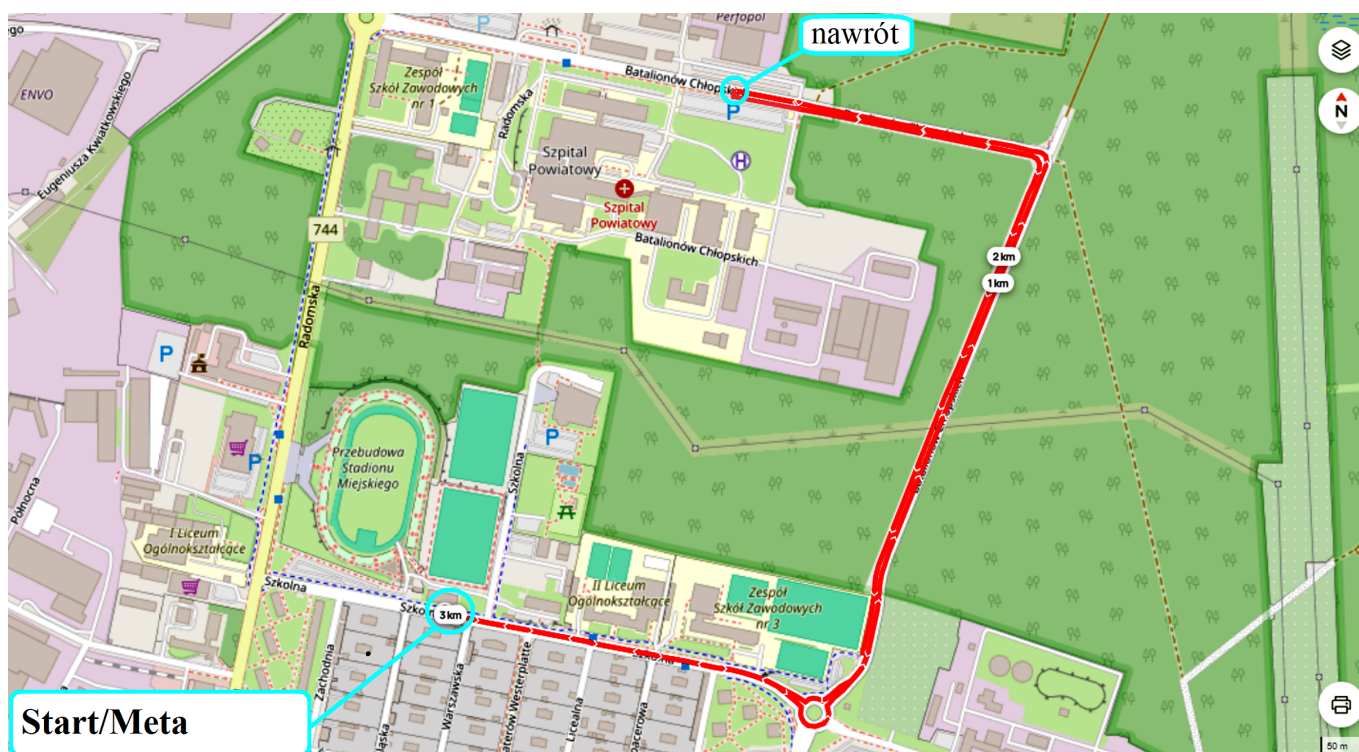 nawrót
Perfopol
ego
P
Batalionów Chłopskich
P
Zespół
Szkół Zawodowych
nr 1
ENVO
Eugeniusza Kwiatkowskiego
Radomska
Szpital
Powiatowy
H
Szpital
Powiatowy
N
744
Batalionów Chłopskich
2 km
1 km
Radomska
P
P
P
Przebudowa
Stadionu
Miejskiego
Szkolna
Północna
I Liceum
Ogólnokształcące
II Liceum
Ogólnokształcące
Zespół
Szkół Zawodowych
nr 3
Szkolna
3 km
Szkolna
Zachodnia
Warszawska
Licealna
Start/Meta
50 m